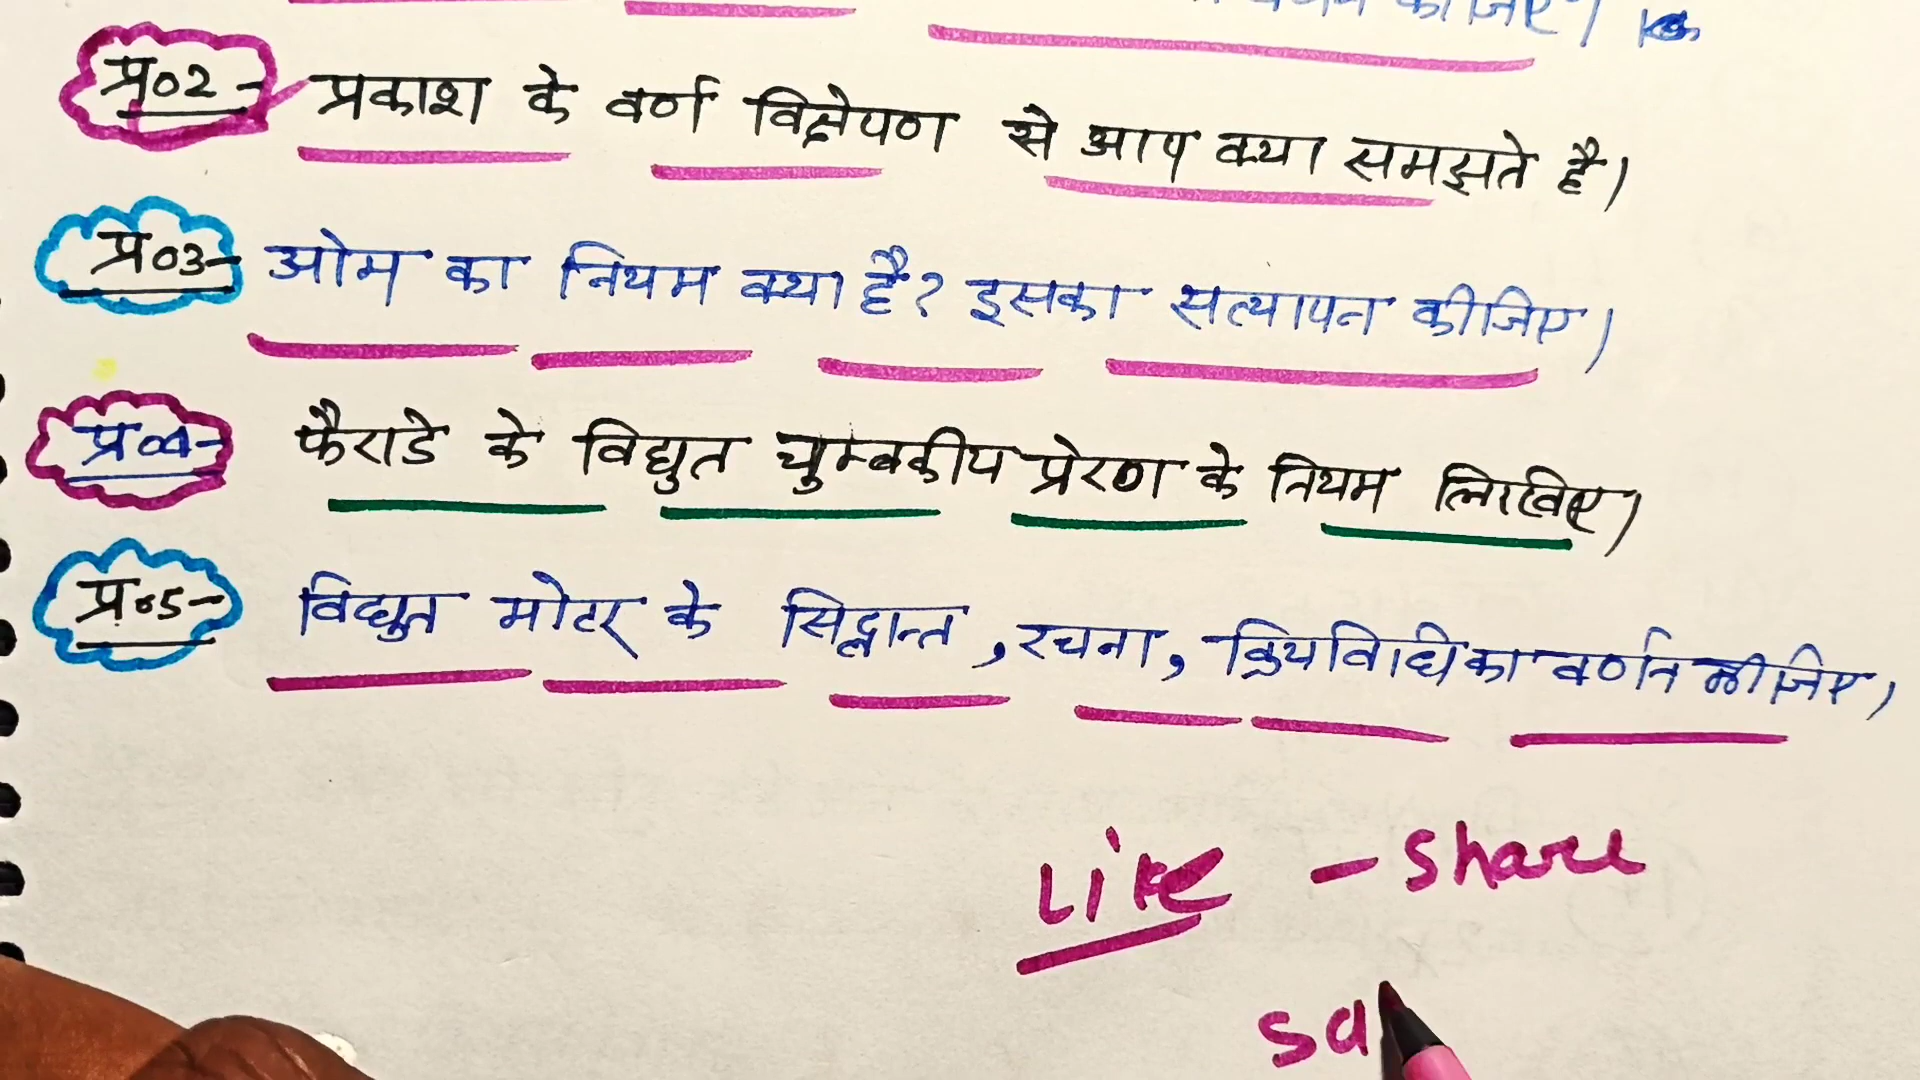 कीजिए।
प्र02- प्रकाश के वर्ण विक्षेपण से आप क्या समझते है।
प्र03- ओम का नियम क्या है? इसका सत्यापन कीजिए।
प्र04- फैराडे के विद्युत चुम्बकीय प्रेरण के नियम लिखिए।
प्र05- विद्युत मोटर के सिद्धान्त, रचना, क्रियाविधि का वर्णन कीजिए।
Like - Share
sa